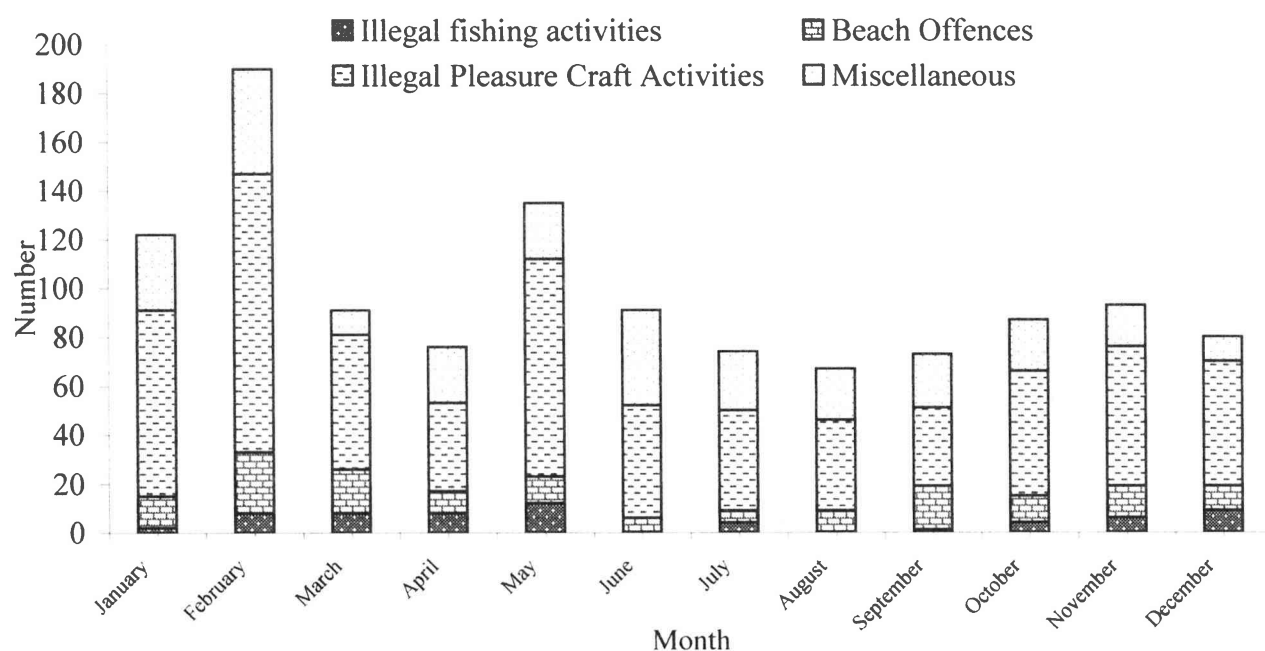 Illegal fishing activities
Beach Offences
Illegal Pleasure Craft Activities
Miscellaneous
200
180
160
140
120
100
80
60
40
20
0
Number
January
February
March
April
May
June
July
August
September
October
November
December
Month